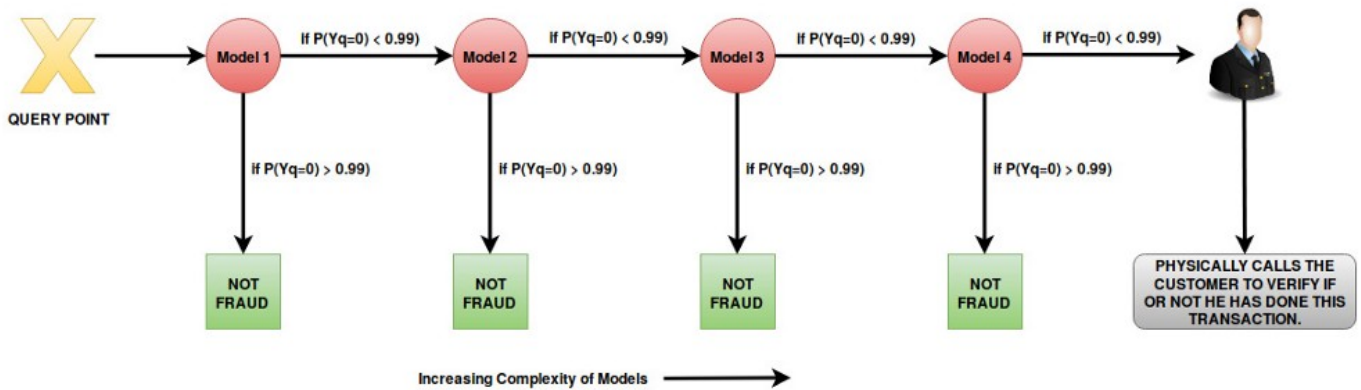 QUERY POINT
Model 1
if P(Yq=0) < 0.99)
Model 2
if P(Yq=0) < 0.99)
Model 3
if P(Yq=0) < 0.99)
Model 4
if P(Yq=0) < 0.99)
if P(Yq=0) > 0.99)
if P(Yq=0) > 0.99)
if P(Yq=0) > 0.99)
if P(Yq=0) > 0.99)
NOT
FRAUD
NOT
FRAUD
NOT
FRAUD
NOT
FRAUD
PHYSICALLY CALLS THE
CUSTOMER TO VERIFY IF
OR NOT HE HAS DONE THIS
TRANSACTION.
Increasing Complexity of Models